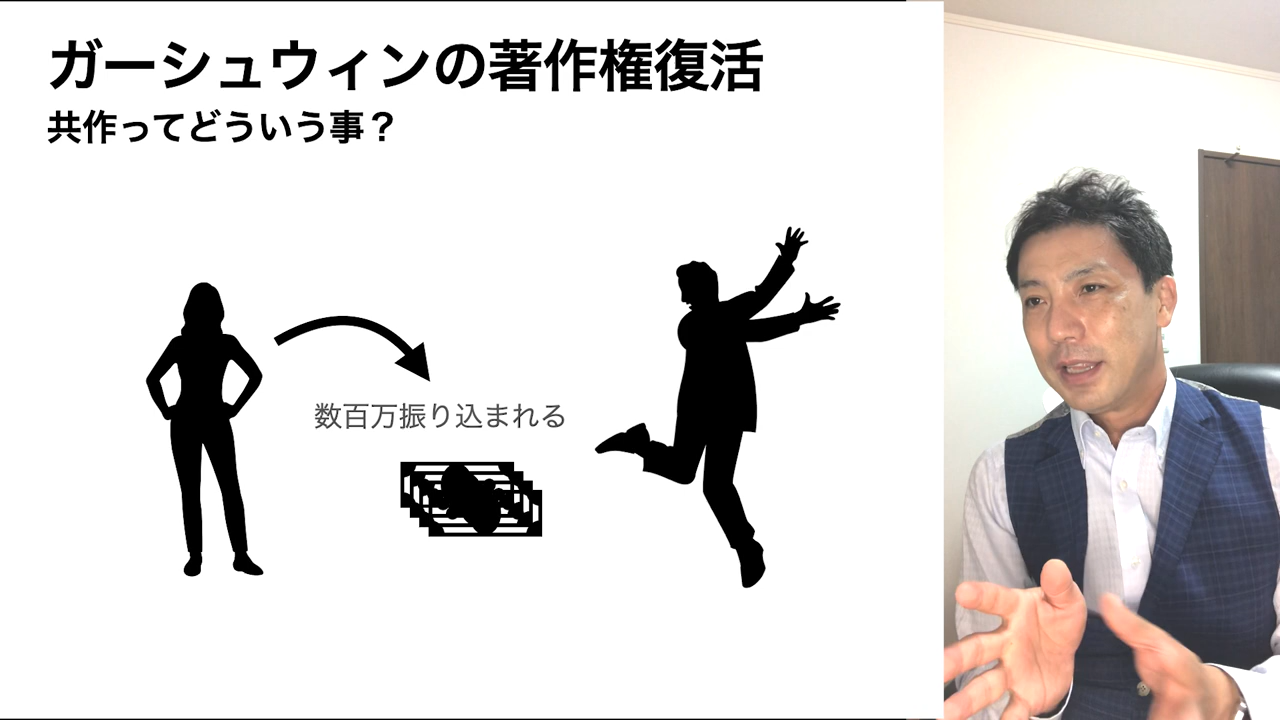 ガーシュウィンの著作権復活
共作ってどういう事？
数百万振り込まれる